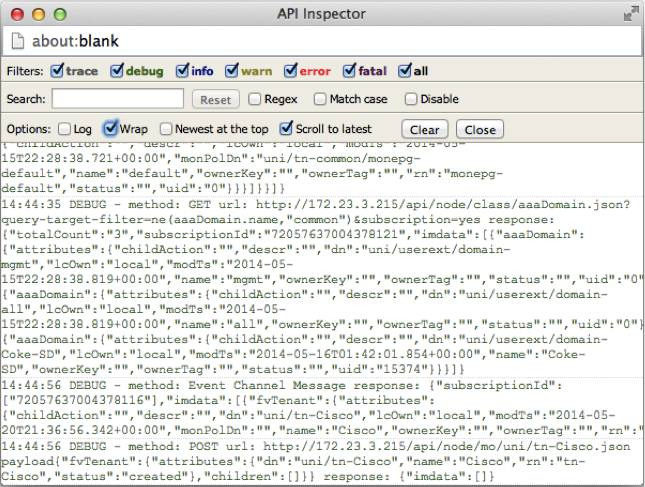 API Inspector
about:blank
Filters: trace debug info warn error fatal all
Search: Reset Regex Match case Disable
Options: Log Wrap Newest at the top Scroll to latest Clear Close
{"childAction":"","descr":"","lcOwn":"local","modTs":"2014-05-
15T22:28:38.721+00:00","monPolDn":"uni/tn-common/monepg-
default","name":"default","ownerKey":"","ownerTag":"","rn":"monepg-
default","status":"","uid":"0"}}}]}}]}
14:44:35 DEBUG - method: GET url: http://172.23.3.215/api/node/class/aaaDomain.json?
query-target-filter=ne(aaaDomain.name,"common")&subscription=yes response:
{"totalCount":"3","subscriptionId":"72057637004378121","imdata":[{"aaaDomain":
{"attributes":{"childAction":"","descr":"","dn":"uni/userext/domain-
mgmt","lcOwn":"local","modTs":"2014-05-
15T22:28:38.819+00:00","name":"mgmt","ownerKey":"","ownerTag":"","status":"","uid":"0"
{"aaaDomain":{"attributes":{"childAction":"","descr":"","dn":"uni/userext/domain-
all","lcOwn":"local","modTs":"2014-05-
15T22:28:38.819+00:00","name":"all","ownerKey":"","ownerTag":"","status":"","uid":"0"}
{"aaaDomain":{"attributes":{"childAction":"","descr":"","dn":"uni/userext/domain-
Coke-SD","lcOwn":"local","modTs":"2014-05-16T01:42:01.854+00:00","name":"Coke-
SD","ownerKey":"","ownerTag":"","status":"","uid":"15374"}}]}
14:44:56 DEBUG - method: Event Channel Message response: {"subscriptionId":
["72057637004378116"],"imdata":[{"fvTenant":{"attributes":
{"childAction":"","descr":"","dn":"uni/tn-Cisco","lcOwn":"local","modTs":"2014-05-
20T21:36:56.342+00:00","monPolDn":"","name":"Cisco","ownerKey":"","ownerTag":"","rn":"
14:44:56 DEBUG - method: POST url: http://172.23.3.215/api/node/mo/uni/tn-Cisco.json
payload{"fvTenant":{"attributes":{"dn":"uni/tn-Cisco","name":"Cisco","rn":"tn-
Cisco","status":"created"},"children":[]}} response: {"imdata":[]}